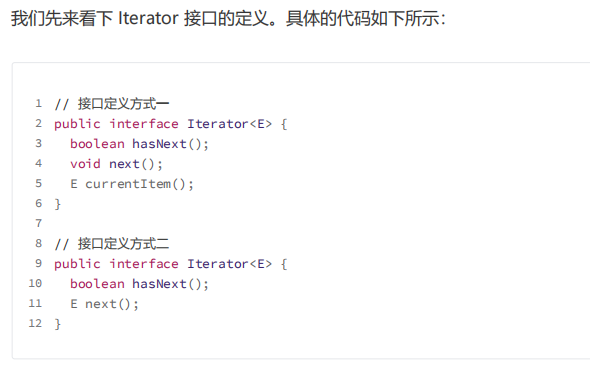 我们先来看下 Iterator 接口的定义。具体的代码如下所示：
1 // 接口定义方式一
2 public interface Iterator<E> {
3   boolean hasNext();
4   void next();
5   E currentItem();
6 }
7
8 // 接口定义方式二
9 public interface Iterator<E> {
10   boolean hasNext();
11   E next();
12 }